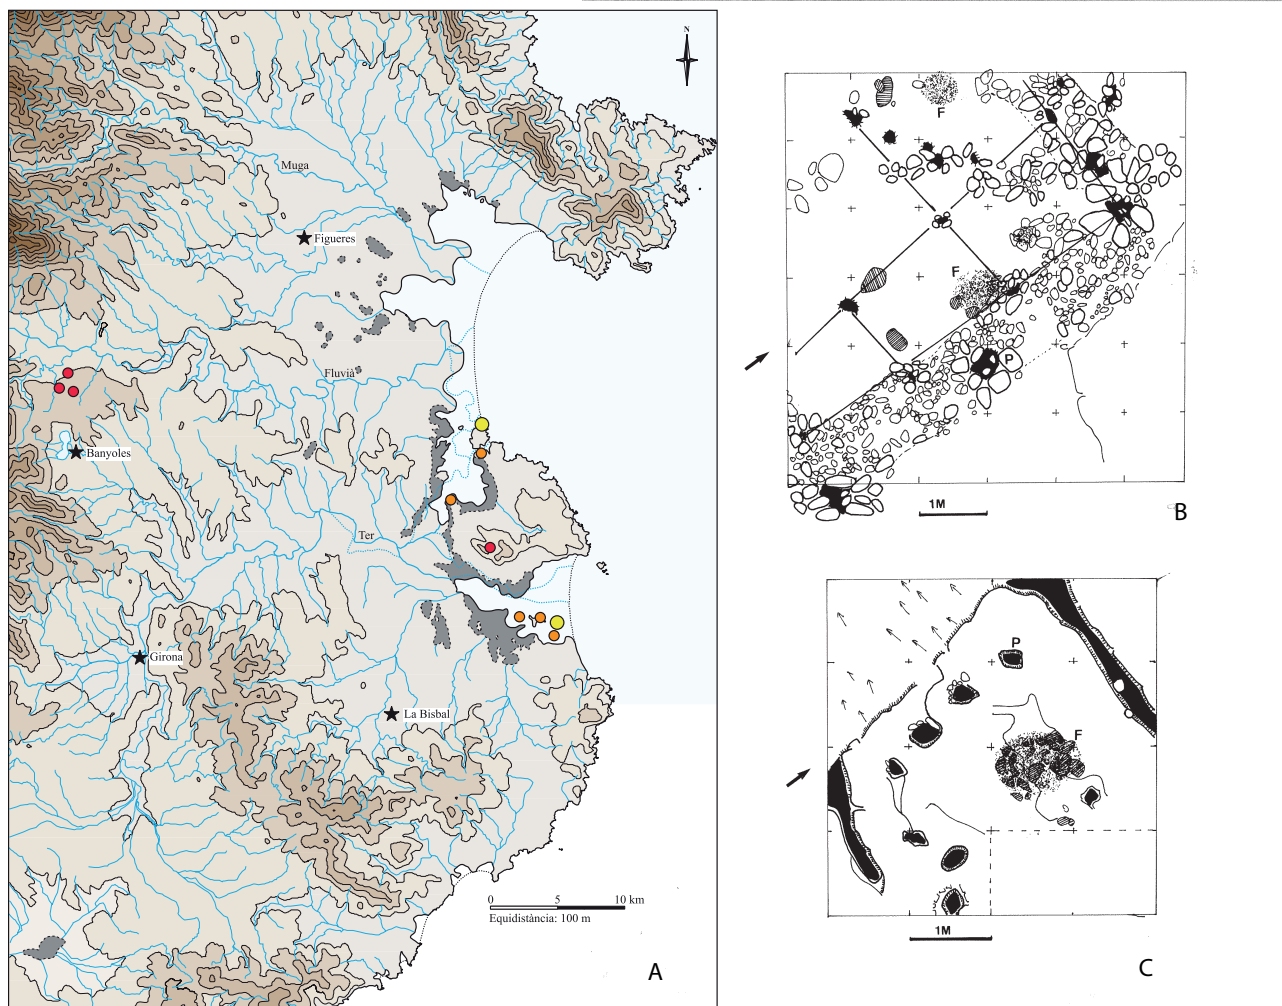 N
Muga
Figueres
Fluvià
Banyoles
Ter
Girona
La Bisbal
0 5 10 km
Equidistància: 100 m
A
F
F
P
1M
B
P
F
1M
C